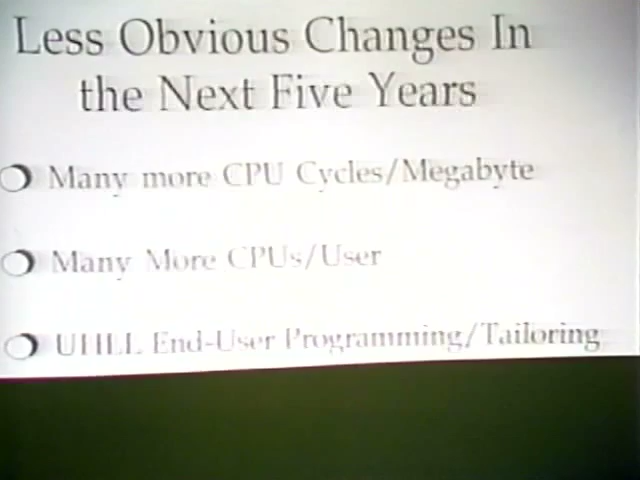 Less Obvious Changes In
the Next Five Years
Many more CPU Cycles/Megabyte
Many More CPUs/User
UHLL End-User Programming/Tailoring